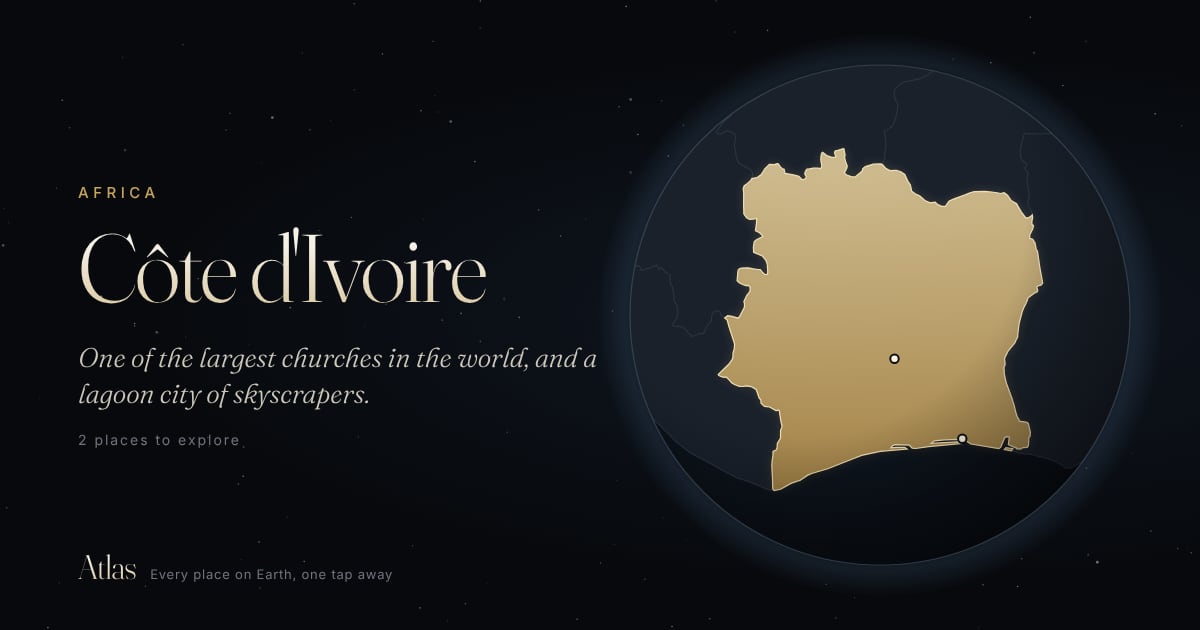 AFRICA
Côte d'Ivoire
One of the largest churches in the world, and a
lagoon city of skyscrapers.
2 places to explore
Atlas Every place on Earth, one tap away